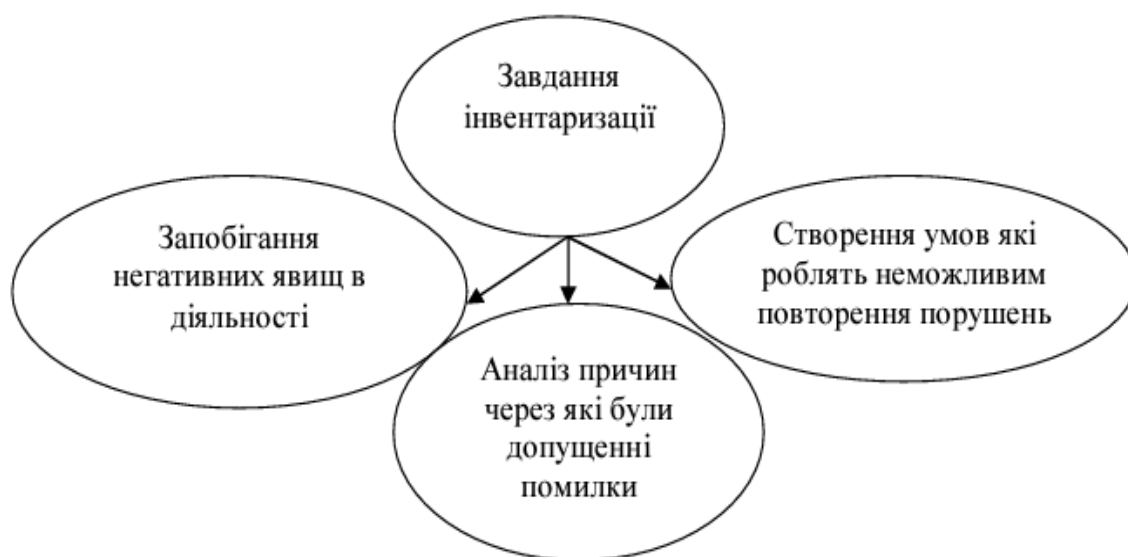 Завдання
інвентаризації
Запобігання
негативних явищ в
діяльності
Створення умов які
роблять неможливим
повторення порушень
Аналіз причин
через які були
допущенні
помилки